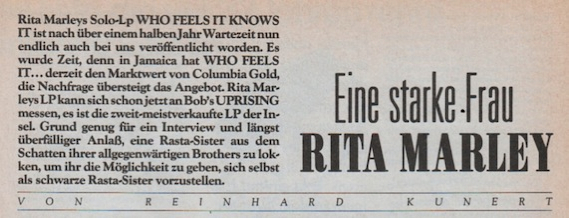 Rita Marleys Solo-Lp WHO FEELS IT KNOWS
IT ist nach über einem halben Jahr Wartezeit nun
endlich auch bei uns veröffentlicht worden. Es
wurde Zeit, denn in Jamaica hat WHO FEELS
IT... derzeit den Marktwert von Columbia Gold,
die Nachfrage übersteigt das Angebot. Rita Mar-
leys LP kann sich schon jetzt an Bob's UPRISING
messen, es ist die zweit-meistverkaufte LP der In-
sel. Grund genug für ein Interview und längst
überfälliger Anlaß, eine Rasta-Sister aus dem
Schatten ihrer allgegenwärtigen Brothers zu lok-
ken, um ihr die Möglichkeit zu geben, sich selbst
als schwarze Rasta-Sister vorzustellen.
Eine starke Frau
RITA MARLEY
VON REINHARD KUNERT